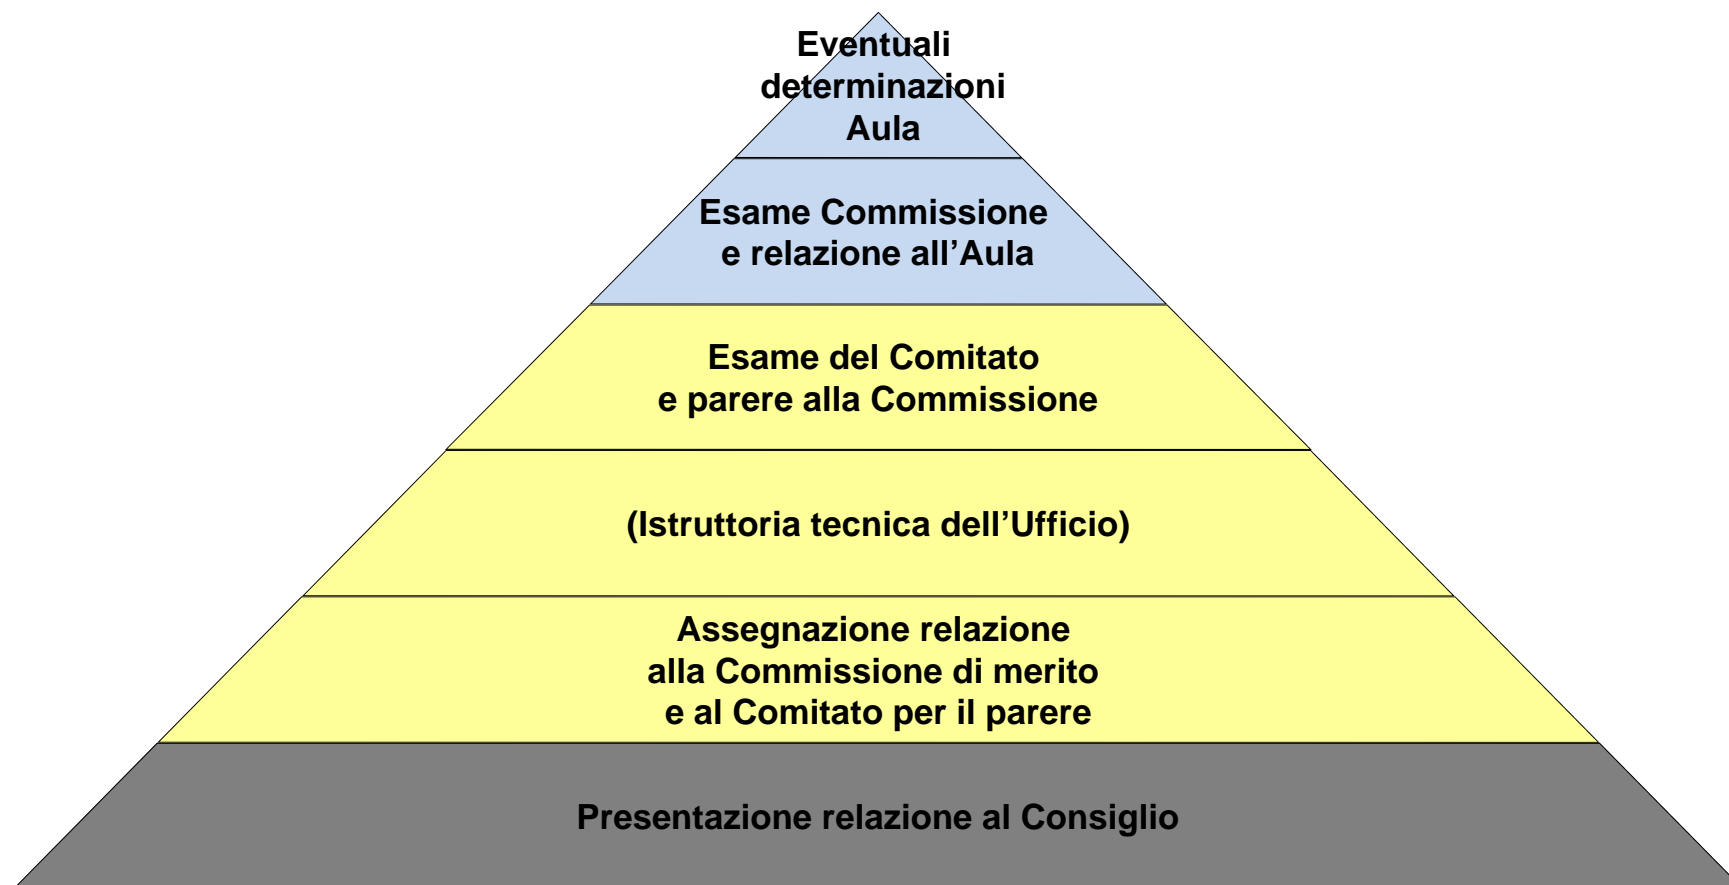 Eventuali
determinazioni
Aula
Esame Commissione
e relazione all’Aula
Esame del Comitato
e parere alla Commissione
(Istruttoria tecnica dell’Ufficio)
Assegnazione relazione
alla Commissione di merito
e al Comitato per il parere
Presentazione relazione al Consiglio